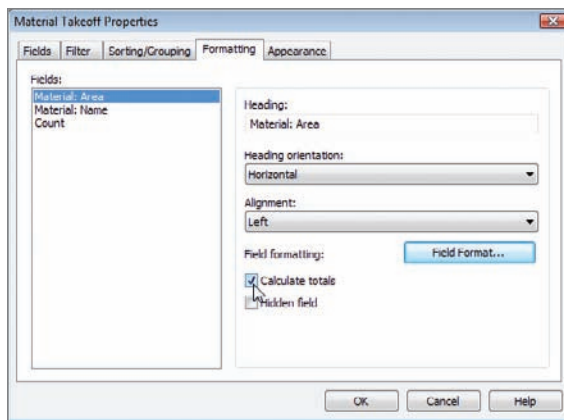 Material Takeoff Properties
Fields Filter Sorting/Grouping Formatting Appearance
Fields:
Material: Area
Material: Name
Count
Heading:
Material: Area
Heading orientation:
Horizontal
Alignment:
Left
Field formatting: Field Format...
Calculate totals
Hidden field
OK Cancel Help